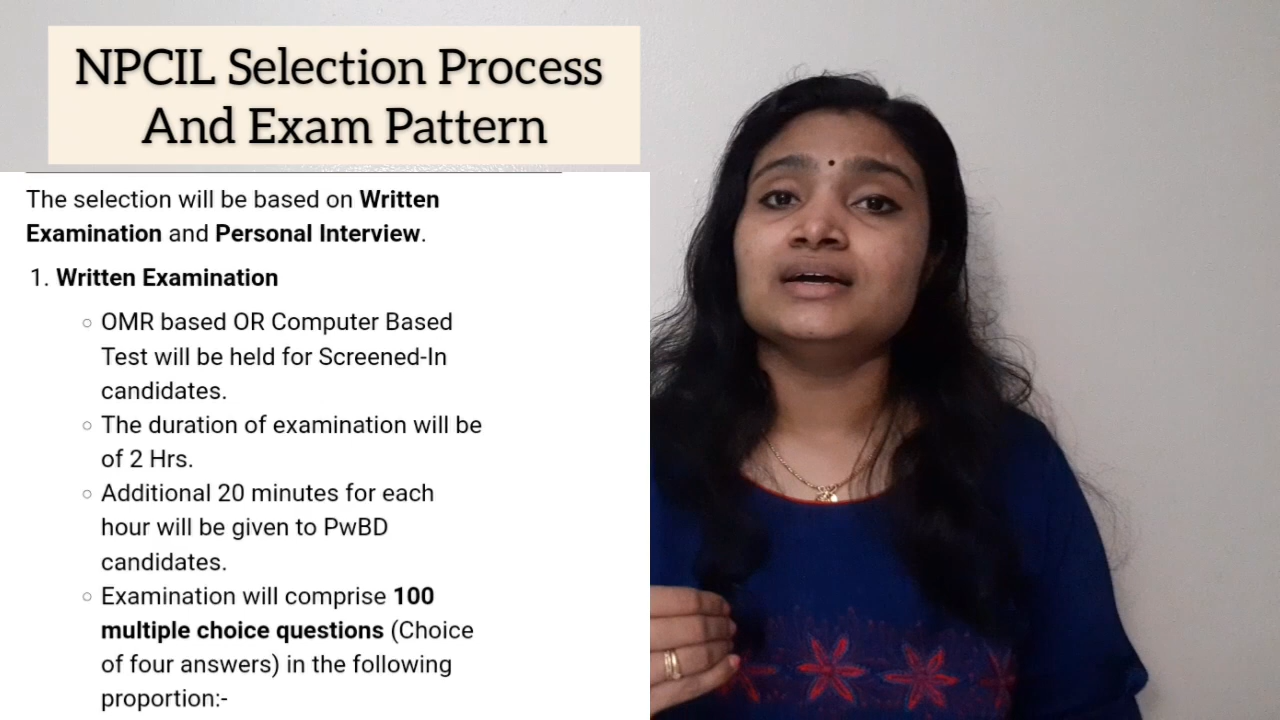 NPCIL Selection Process
And Exam Pattern
The selection will be based on Written
Examination and Personal Interview.
1. Written Examination
○ OMR based OR Computer Based
Test will be held for Screened-In
candidates.
○ The duration of examination will be
of 2 Hrs.
○ Additional 20 minutes for each
hour will be given to PwBD
candidates.
○ Examination will comprise 100
multiple choice questions (Choice
of four answers) in the following
proportion:-